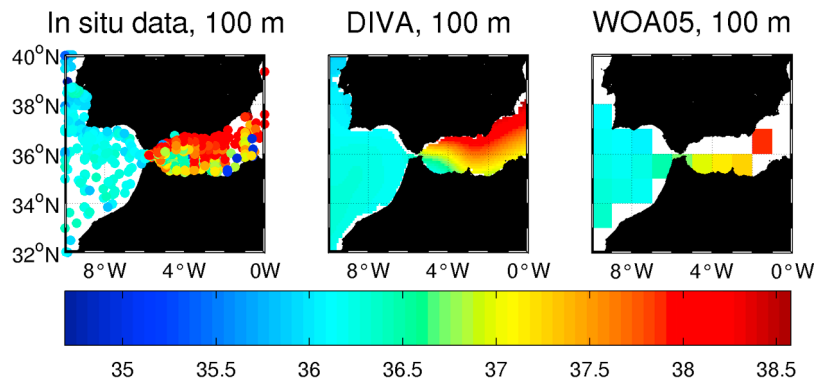 In situ data, 100 m DIVA, 100 m WOA05, 100 m
40°N
38°N
36°N
34°N
32°N
8°W 4°W 0°W 8°W 4°W 0°W 8°W 4°W 0°W
35 35.5 36 36.5 37 37.5 38 38.5